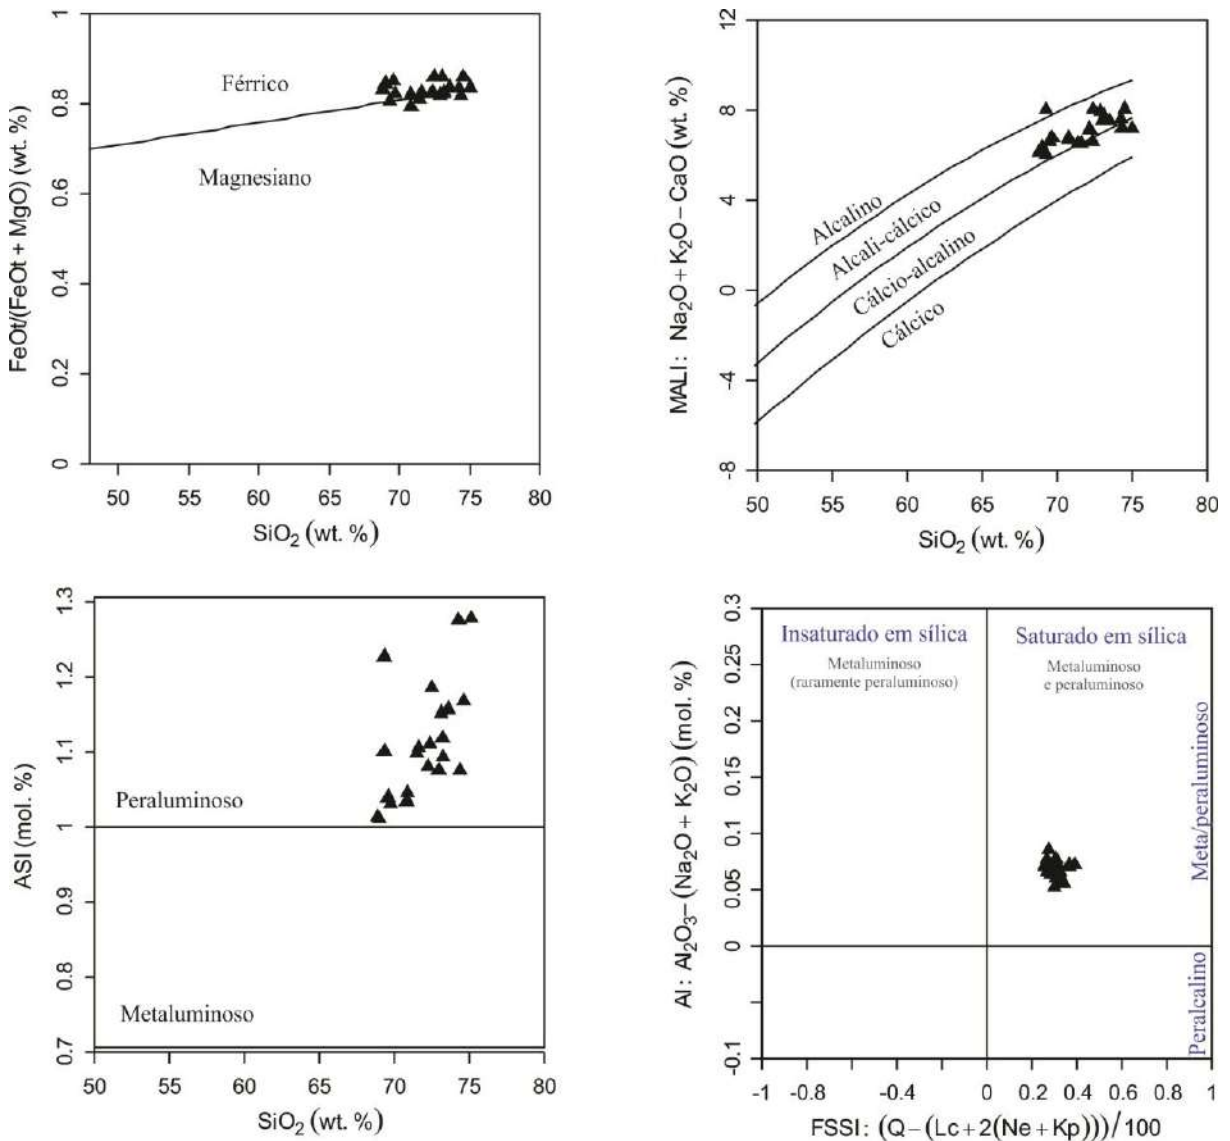 FeOt/(FeOt + MgO) (wt. %)
1
0.8
0.6
0.4
0.2
0
Férrico
Magnesiano
50 55 60 65 70 75 80
SiO₂ (wt. %)
MALI: Na₂O + K₂O – CaO (wt. %)
12
8
4
0
-4
-8
Alcalino
Alcali-cálcico
Cálcio-alcalino
Cálcico
50 55 60 65 70 75 80
SiO₂ (wt. %)
ASI (mol. %)
1.3
1.2
1.1
1
0.9
0.8
0.7
Peraluminoso
Metaluminoso
50 55 60 65 70 75 80
SiO₂ (wt. %)
AI: Al₂O₃– (Na₂O + K₂O) (mol. %)
0.3
0.25
0.2
0.15
0.1
0.05
0
-0.1
Insaturado em sílica
Metaluminoso
(raramente peraluminoso)
Saturado em sílica
Metaluminoso
e peraluminoso
Meta/peraluminoso
Peralcalino
-1 -0.8 -0.4 0 0.2 0.4 0.6 0.8 1
FSSI: (Q – (Lc + 2(Ne + Kp)))/100